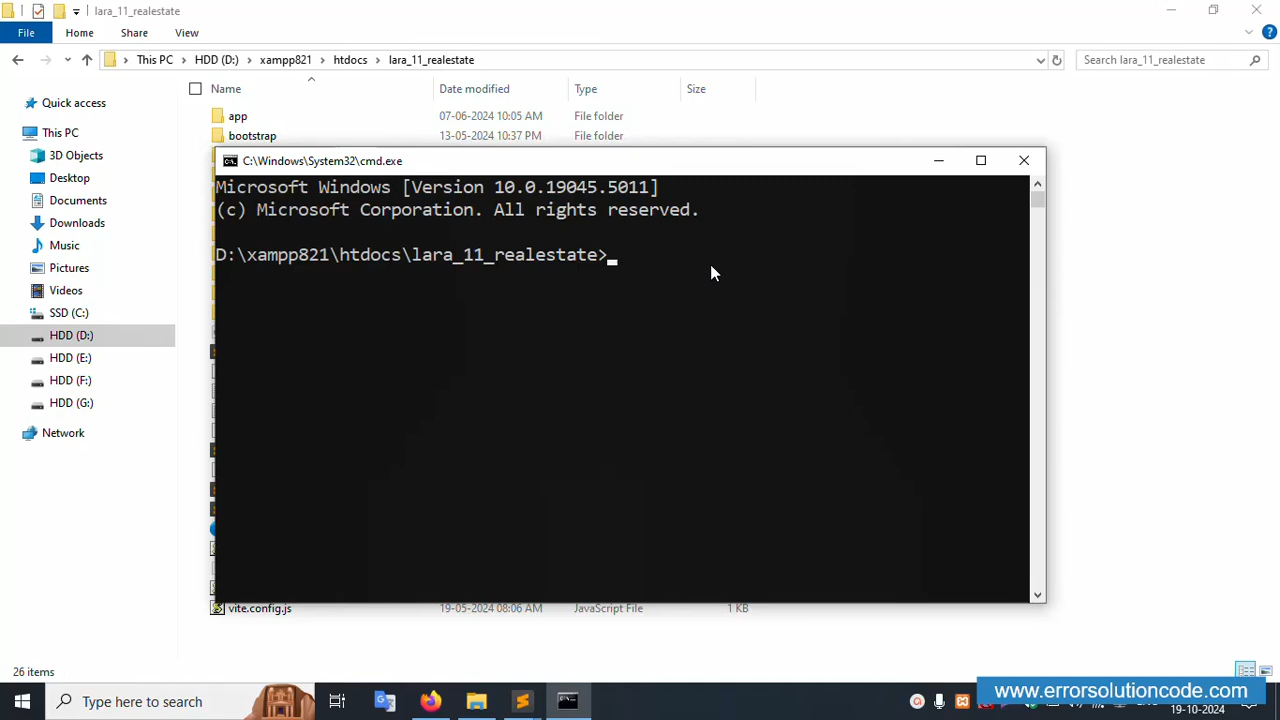 lara_11_realestate
File Home Share View
This PC HDD (D:) xampp821 htdocs lara_11_realestate Search lara_11_realestate
Name Date modified Type Size
Quick access
This PC
3D Objects
Desktop
Documents
Downloads
Music
Pictures
Videos
SSD (C:)
HDD (D:)
HDD (E:)
HDD (F:)
HDD (G:)
Network
app 07-06-2024 10:05 AM File folder
bootstrap 13-05-2024 10:37 PM File folder
C:\Windows\System32\cmd.exe
Microsoft Windows [Version 10.0.19045.5011]
(c) Microsoft Corporation. All rights reserved.
D:\xampp821\htdocs\lara_11_realestate>
vite.config.js 19-05-2024 08:06 AM JavaScript File 1 KB
26 items
Type here to search
www.errorsolutioncode.com
19-10-2024